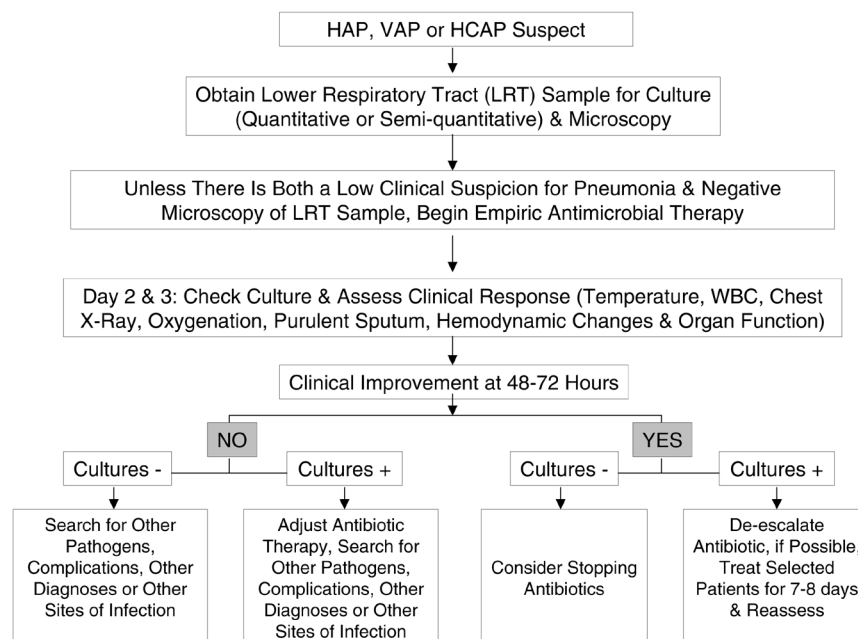 HAP, VAP or HCAP Suspect
Obtain Lower Respiratory Tract (LRT) Sample for Culture
(Quantitative or Semi-quantitative) & Microscopy
Unless There Is Both a Low Clinical Suspicion for Pneumonia & Negative
Microscopy of LRT Sample, Begin Empiric Antimicrobial Therapy
Day 2 & 3: Check Culture & Assess Clinical Response (Temperature, WBC, Chest
X-Ray, Oxygenation, Purulent Sputum, Hemodynamic Changes & Organ Function)
Clinical Improvement at 48-72 Hours
NO
YES
Cultures -
Cultures +
Cultures -
Cultures +
Search for Other
Pathogens,
Complications, Other
Diagnoses or Other
Sites of Infection
Adjust Antibiotic
Therapy, Search for
Other Pathogens,
Complications, Other
Diagnoses or Other
Sites of Infection
Consider Stopping
Antibiotics
De-escalate
Antibiotic, if Possible,
Treat Selected
Patients for 7-8 days
& Reassess